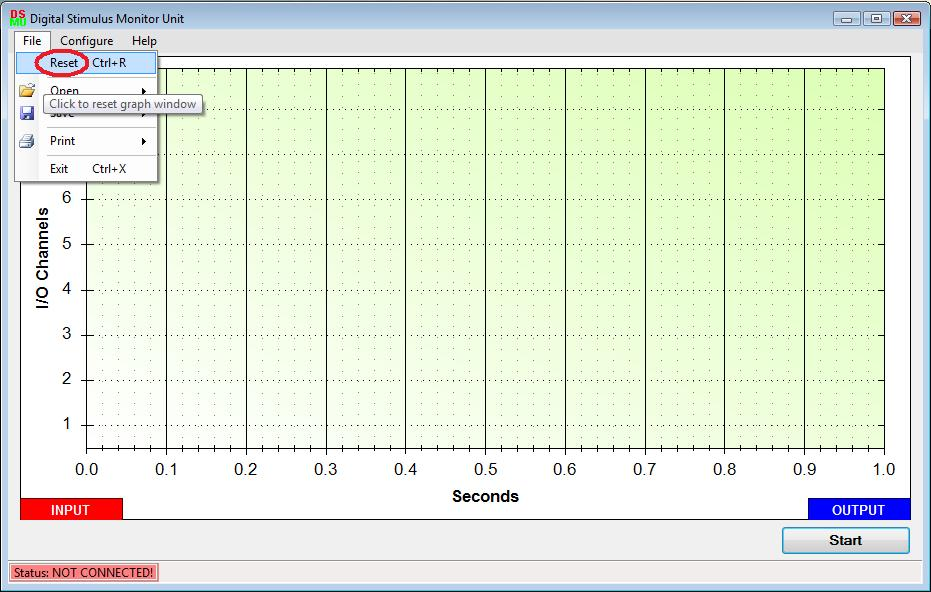 DS
MU Digital Stimulus Monitor Unit
File Configure Help
Reset Ctrl+R
Open
Click to reset graph window
Save
Print
Exit Ctrl+X
I/O Channels
6
5
4
3
2
1
0.0 0.1 0.2 0.3 0.4 0.5 0.6 0.7 0.8 0.9 1.0
Seconds
INPUT
OUTPUT
Start
Status: NOT CONNECTED!